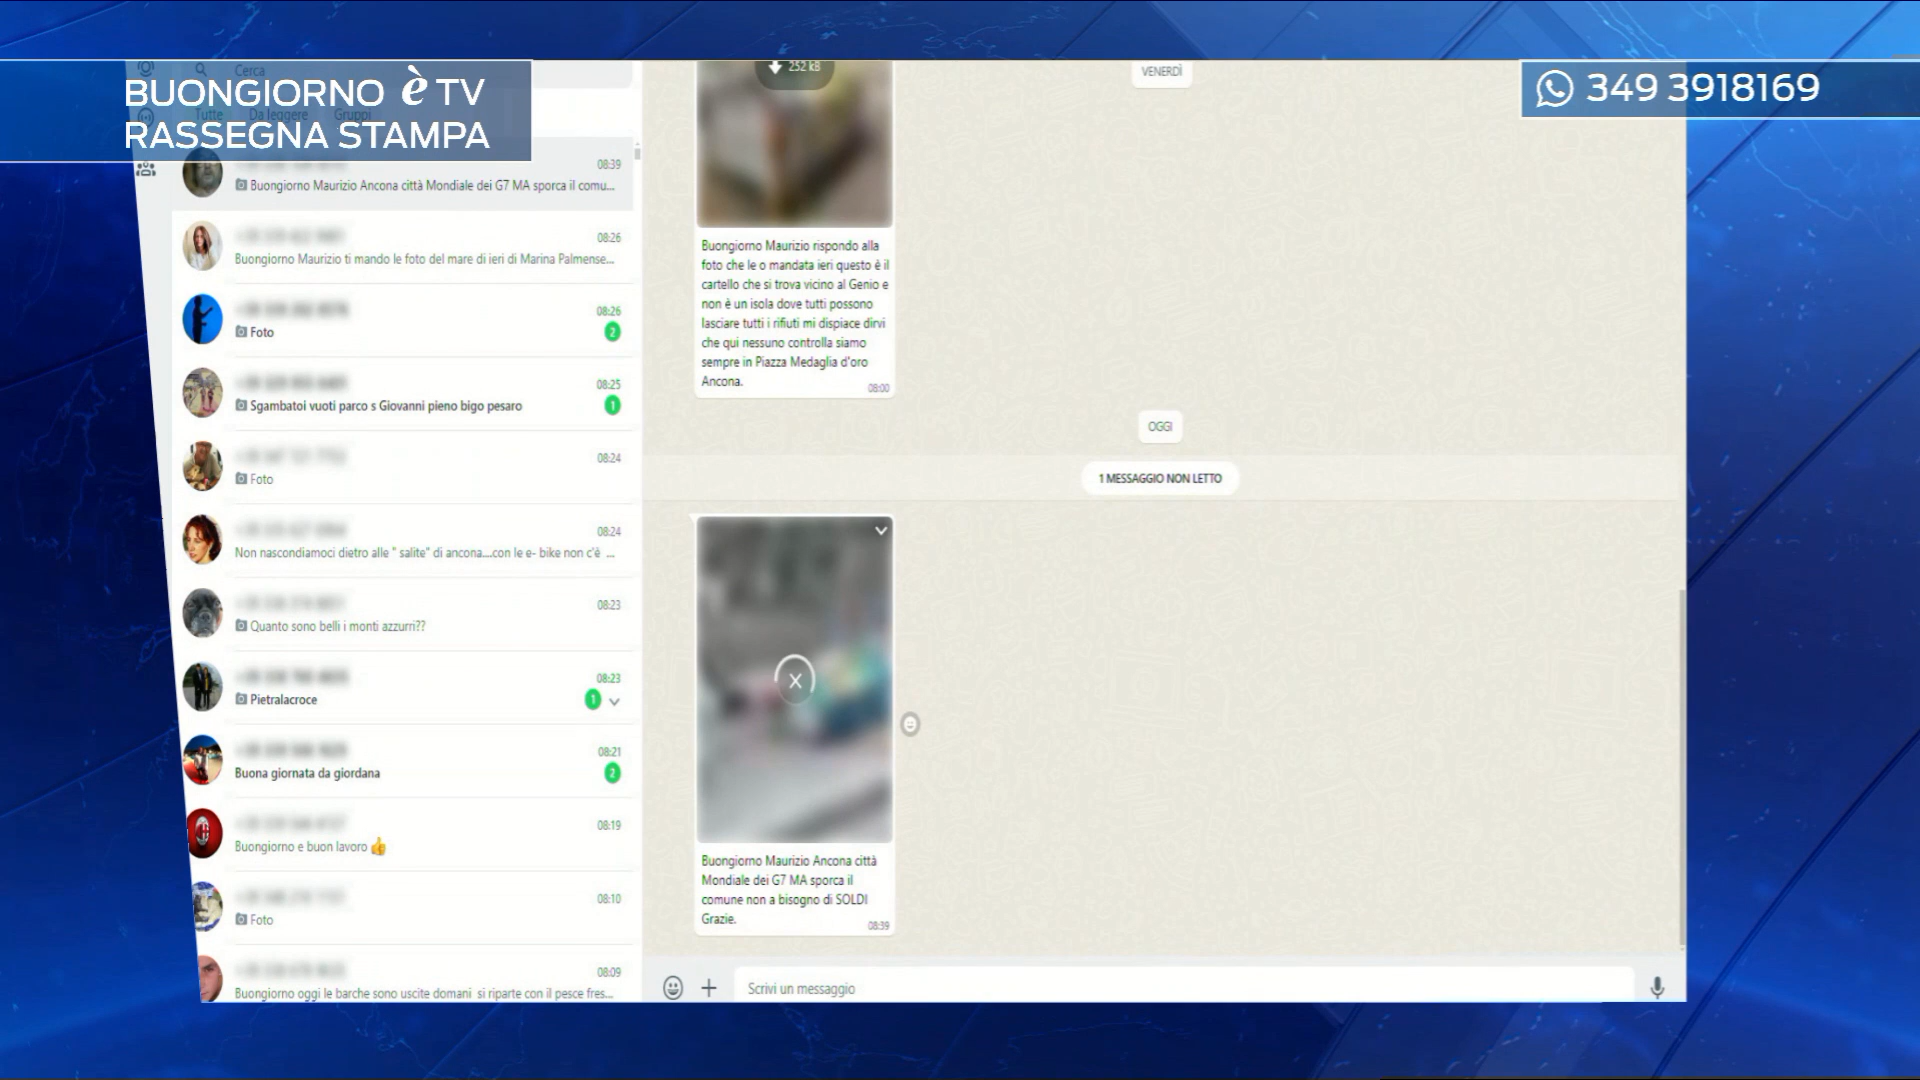 BUONGIORNO è TV
RASSEGNA STAMPA
349 3918169
Cerca
Tutte Da leggere Gruppi
08:39
Buongiorno Maurizio Ancona città Mondiale dei G7 MA sporca il comu...
08:26
Buongiorno Maurizio ti mando le foto del mare di ieri di Marina Palmense...
08:26
Foto
2
08:25
Sgambatoi vuoti parco s Giovanni pieno bigo pesaro
1
08:24
Foto
08:24
Non nascondiamoci dietro alle " salite" di ancona....con le e- bike non c'è ...
08:23
Quanto sono belli i monti azzurri??
08:23
Pietralacroce
1
08:21
Buona giornata da giordana
2
08:19
Buongiorno e buon lavoro 👍
08:10
Foto
08:09
Buongiorno oggi le barche sono uscite domani si riparte con il pesce fres...
252 kB
VENERDÌ
Buongiorno Maurizio rispondo alla
foto che le o mandata ieri questo è il
cartello che si trova vicino al Genio e
non è un isola dove tutti possono
lasciare tutti i rifiuti mi dispiace dirvi
che qui nessuno controlla siamo
sempre in Piazza Medaglia d'oro
Ancona.
08:00
OGGI
1 MESSAGGIO NON LETTO
Buongiorno Maurizio Ancona città
Mondiale dei G7 MA sporca il
comune non a bisogno di SOLDI
Grazie.
08:39
Scrivi un messaggio